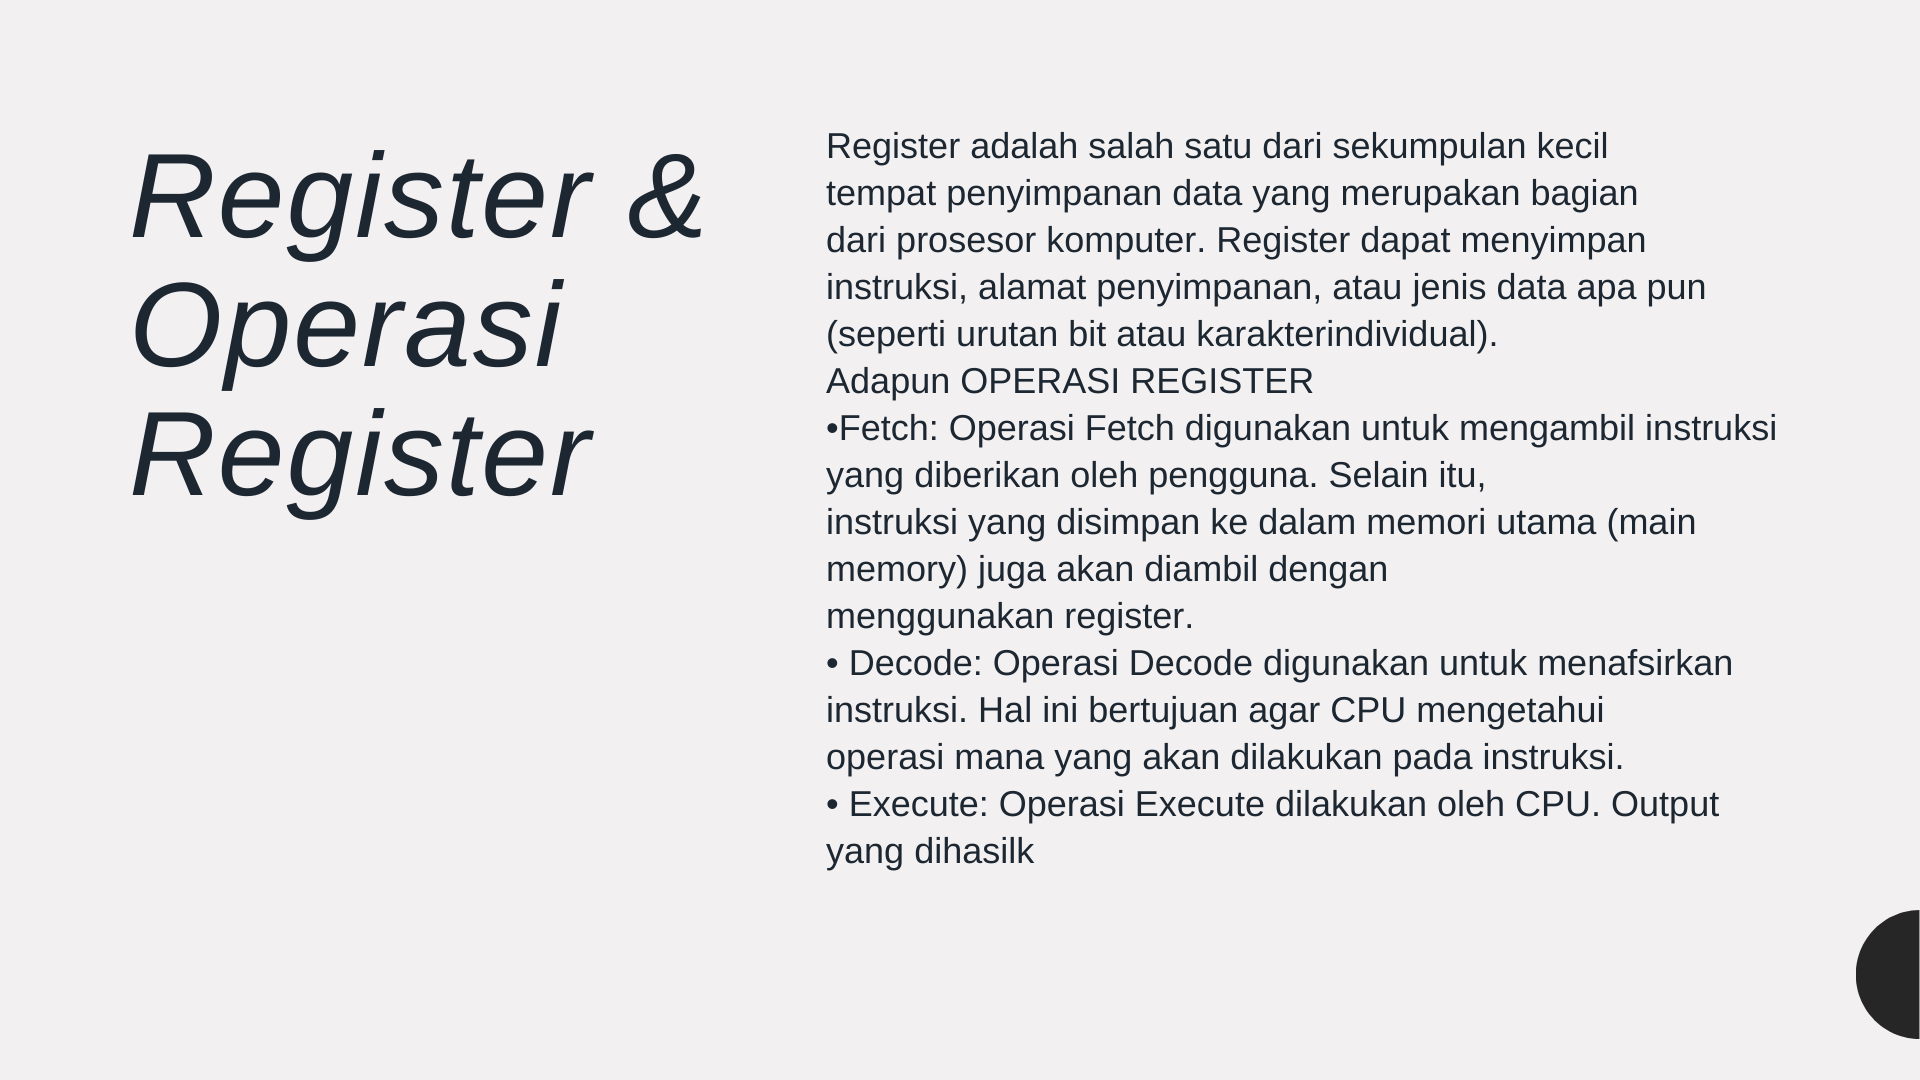 Register &
Operasi
Register
Register adalah salah satu dari sekumpulan kecil
tempat penyimpanan data yang merupakan bagian
dari prosesor komputer. Register dapat menyimpan
instruksi, alamat penyimpanan, atau jenis data apa pun
(seperti urutan bit atau karakterindividual).
Adapun OPERASI REGISTER
•Fetch: Operasi Fetch digunakan untuk mengambil instruksi
yang diberikan oleh pengguna. Selain itu,
instruksi yang disimpan ke dalam memori utama (main
memory) juga akan diambil dengan
menggunakan register.
• Decode: Operasi Decode digunakan untuk menafsirkan
instruksi. Hal ini bertujuan agar CPU mengetahui
operasi mana yang akan dilakukan pada instruksi.
• Execute: Operasi Execute dilakukan oleh CPU. Output
yang dihasilk